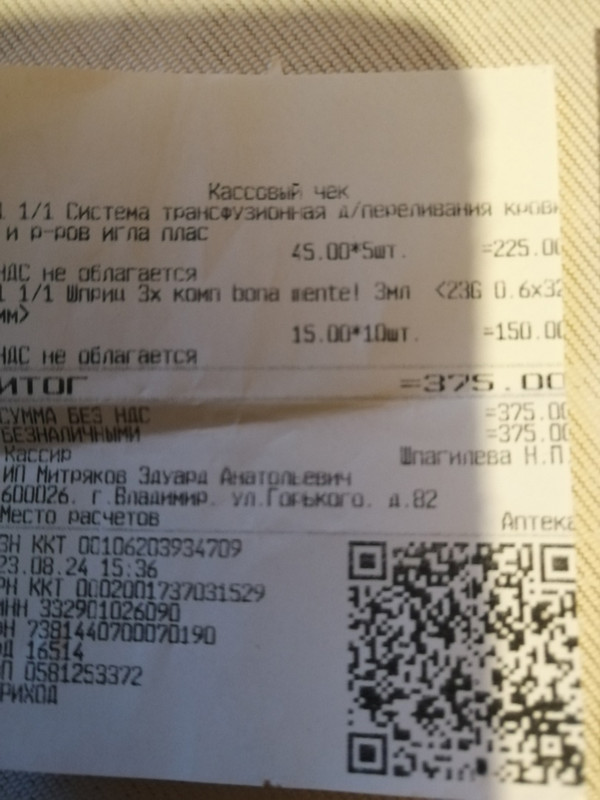 Кассовый чек
1 1/1 Система трансфузионная д/переливания крови
и р-ров игла плас
45.00*5шт. =225.00
НДС не облагается
1 1/1 Шприц 3х комп bona mente! 3мл <23G 0.6x32
мм>
15.00*10шт. =150.00
НДС не облагается
ИТОГ =375.00
СУММА БЕЗ НДС =375.00
БЕЗНАЛИЧНЫМИ =375.00
Кассир Шпагилева Н.П
ИП Митряков Эдуард Анатольевич
600026, г.Владимир, ул.Горького, д.82
Место расчетов Аптека
ЗН ККТ 00106203934709
23.08.24 15:36
РН ККТ 0002001737031529
ИНН 332901026090
ФН 7381440700070190
ФД 16514
ФП 0581253372
ПРИХОД